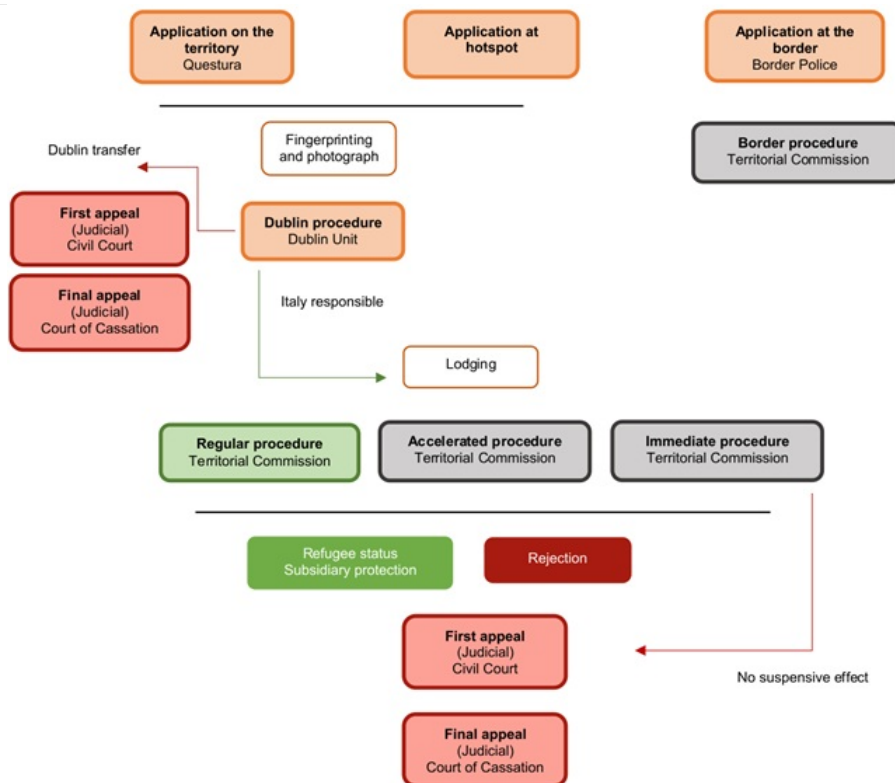 Application on the
territory
Questura
Application at
hotspot
Application at the
border
Border Police
Fingerprinting
and photograph
Border procedure
Territorial Commission
Dublin transfer
First appeal
(Judicial)
Civil Court
Dublin procedure
Dublin Unit
Final appeal
(Judicial)
Court of Cassation
Italy responsible
Lodging
Regular procedure
Territorial Commission
Accelerated procedure
Territorial Commission
Immediate procedure
Territorial Commission
Refugee status
Subsidiary protection
Rejection
First appeal
(Judicial)
Civil Court
No suspensive effect
Final appeal
(Judicial)
Court of Cassation